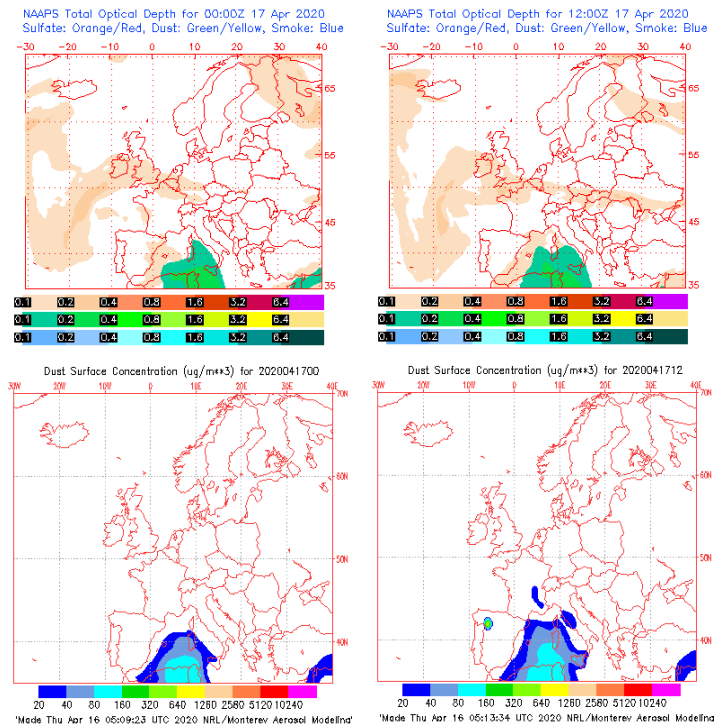 NAAPS Total Optical Depth for 00:00Z 17 Apr 2020
Sulfate: Orange/Red, Dust: Green/Yellow, Smoke: Blue
-30 -20 -10 0 10 20 30 40
65
55
45
35
0.1 0.2 0.4 0.8 1.6 3.2 6.4
0.1 0.2 0.4 0.8 1.6 3.2 6.4
0.1 0.2 0.4 0.8 1.6 3.2 6.4
NAAPS Total Optical Depth for 12:00Z 17 Apr 2020
Sulfate: Orange/Red, Dust: Green/Yellow, Smoke: Blue
-30 -20 -10 0 10 20 30 40
65
55
45
35
0.1 0.2 0.4 0.8 1.6 3.2 6.4
0.1 0.2 0.4 0.8 1.6 3.2 6.4
0.1 0.2 0.4 0.8 1.6 3.2 6.4
Dust Surface Concentration (ug/m**3) for 2020041700
30W 20W 10W 0 10E 20E 30E 40E
70N
60N
50N
40N
20 40 80 160 320 640 1280 2580 5120 10240
'Made Thu Apr 16 05:09:23 UTC 2020 NRL/Monterey Aerosol Modeling'
Dust Surface Concentration (ug/m**3) for 2020041712
30W 20W 10W 0 10E 20E 30E 40E
70N
60N
50N
40N
20 40 80 160 320 640 1280 2580 5120 10240
'Made Thu Apr 16 05:13:34 UTC 2020 NRL/Monterey Aerosol Modeling'